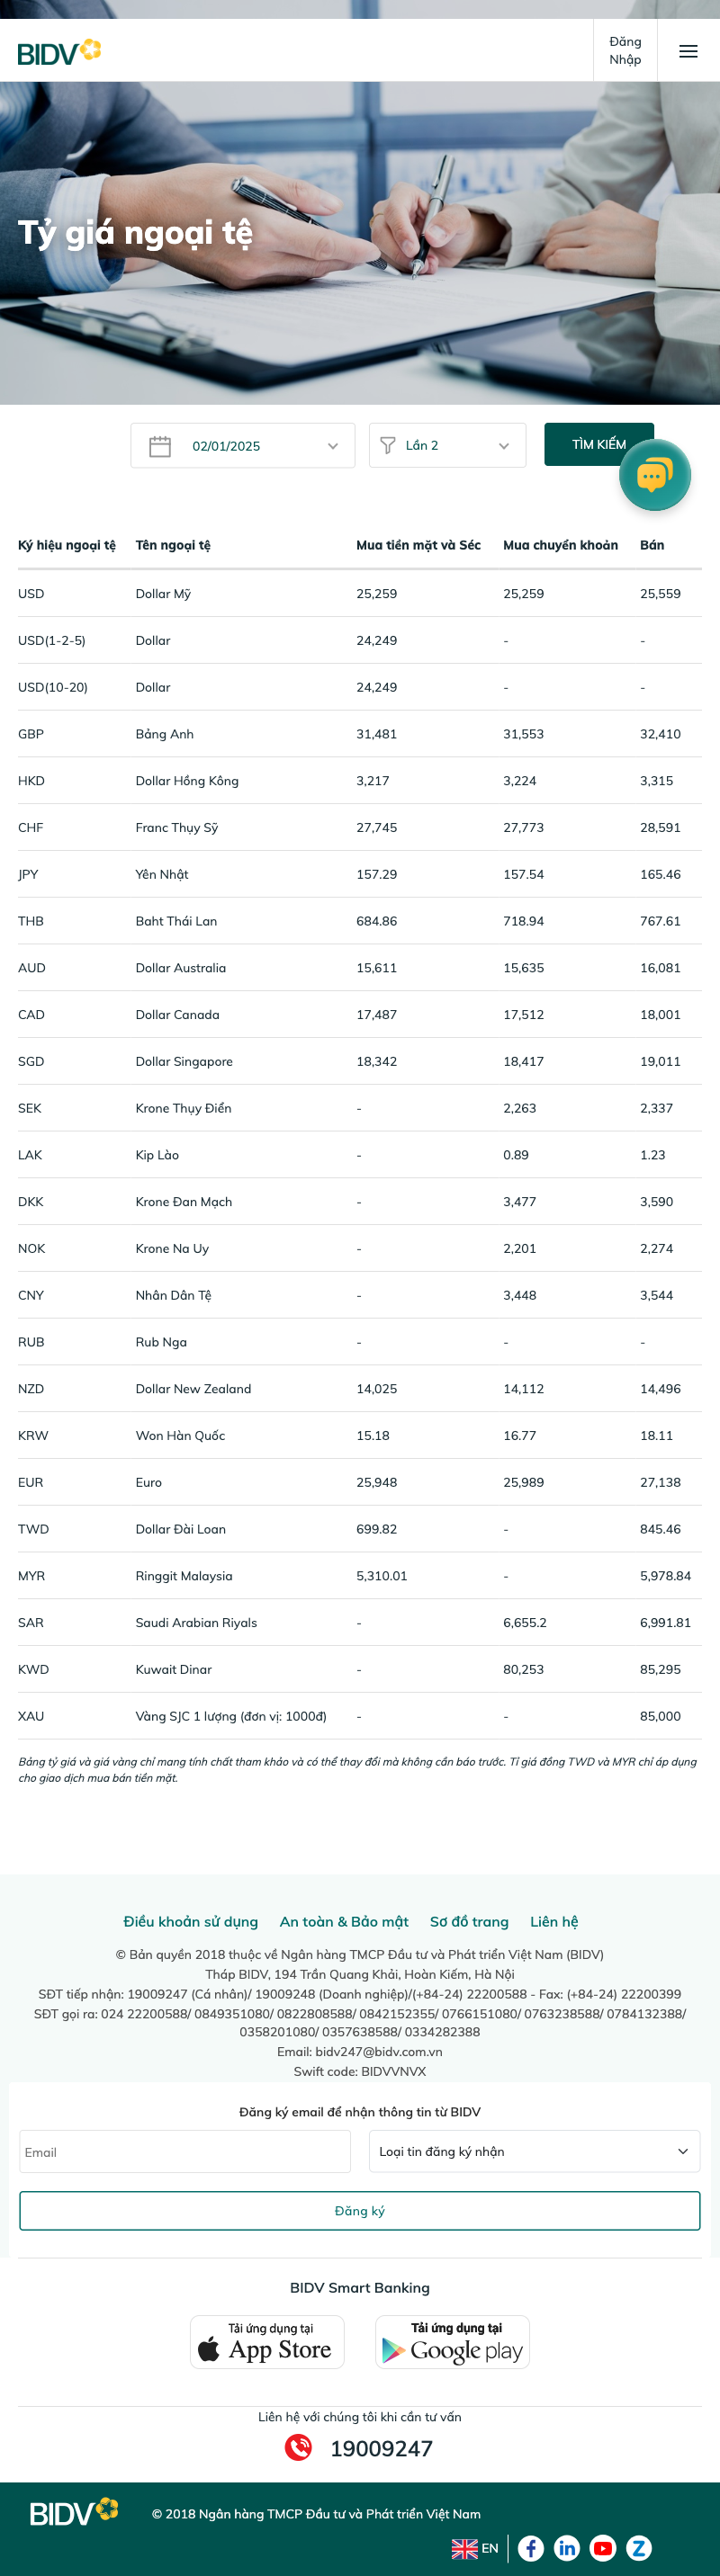 BIDV
Đăng
Nhập
Tỷ giá ngoại tệ
02/01/2025 Lần 2 TÌM KIẾM
Ký hiệu ngoại tệ Tên ngoại tệ Mua tiền mặt và Séc Mua chuyển khoản Bán
USD Dollar Mỹ 25,259 25,259 25,559
USD(1-2-5) Dollar 24,249 - -
USD(10-20) Dollar 24,249 - -
GBP Bảng Anh 31,481 31,553 32,410
HKD Dollar Hồng Kông 3,217 3,224 3,315
CHF Franc Thụy Sỹ 27,745 27,773 28,591
JPY Yên Nhật 157.29 157.54 165.46
THB Baht Thái Lan 684.86 718.94 767.61
AUD Dollar Australia 15,611 15,635 16,081
CAD Dollar Canada 17,487 17,512 18,001
SGD Dollar Singapore 18,342 18,417 19,011
SEK Krone Thụy Điển - 2,263 2,337
LAK Kip Lào - 0.89 1.23
DKK Krone Đan Mạch - 3,477 3,590
NOK Krone Na Uy - 2,201 2,274
CNY Nhân Dân Tệ - 3,448 3,544
RUB Rub Nga - - -
NZD Dollar New Zealand 14,025 14,112 14,496
KRW Won Hàn Quốc 15.18 16.77 18.11
EUR Euro 25,948 25,989 27,138
TWD Dollar Đài Loan 699.82 - 845.46
MYR Ringgit Malaysia 5,310.01 - 5,978.84
SAR Saudi Arabian Riyals - 6,655.2 6,991.81
KWD Kuwait Dinar - 80,253 85,295
XAU Vàng SJC 1 lượng (đơn vị: 1000đ) - - 85,000
Bảng tỷ giá và giá vàng chỉ mang tính chất tham khảo và có thể thay đổi mà không cần báo trước. Tỉ giá đồng TWD và MYR chỉ áp dụng
cho giao dịch mua bán tiền mặt.
Điều khoản sử dụng An toàn & Bảo mật Sơ đồ trang Liên hệ
© Bản quyền 2018 thuộc về Ngân hàng TMCP Đầu tư và Phát triển Việt Nam (BIDV)
Tháp BIDV, 194 Trần Quang Khải, Hoàn Kiếm, Hà Nội
SĐT tiếp nhận: 19009247 (Cá nhân)/ 19009248 (Doanh nghiệp)/(+84-24) 22200588 - Fax: (+84-24) 22200399
SĐT gọi ra: 024 22200588/ 0849351080/ 0822808588/ 0842152355/ 0766151080/ 0763238588/ 0784132388/
0358201080/ 0357638588/ 0334282388
Email: bidv247@bidv.com.vn
Swift code: BIDVVNVX
Đăng ký email để nhận thông tin từ BIDV
Email Loại tin đăng ký nhận
Đăng ký
BIDV Smart Banking
Tải ứng dụng tại
App Store
Tải ứng dụng tại
Google play
Liên hệ với chúng tôi khi cần tư vấn
19009247
BIDV © 2018 Ngân hàng TMCP Đầu tư và Phát triển Việt Nam
EN